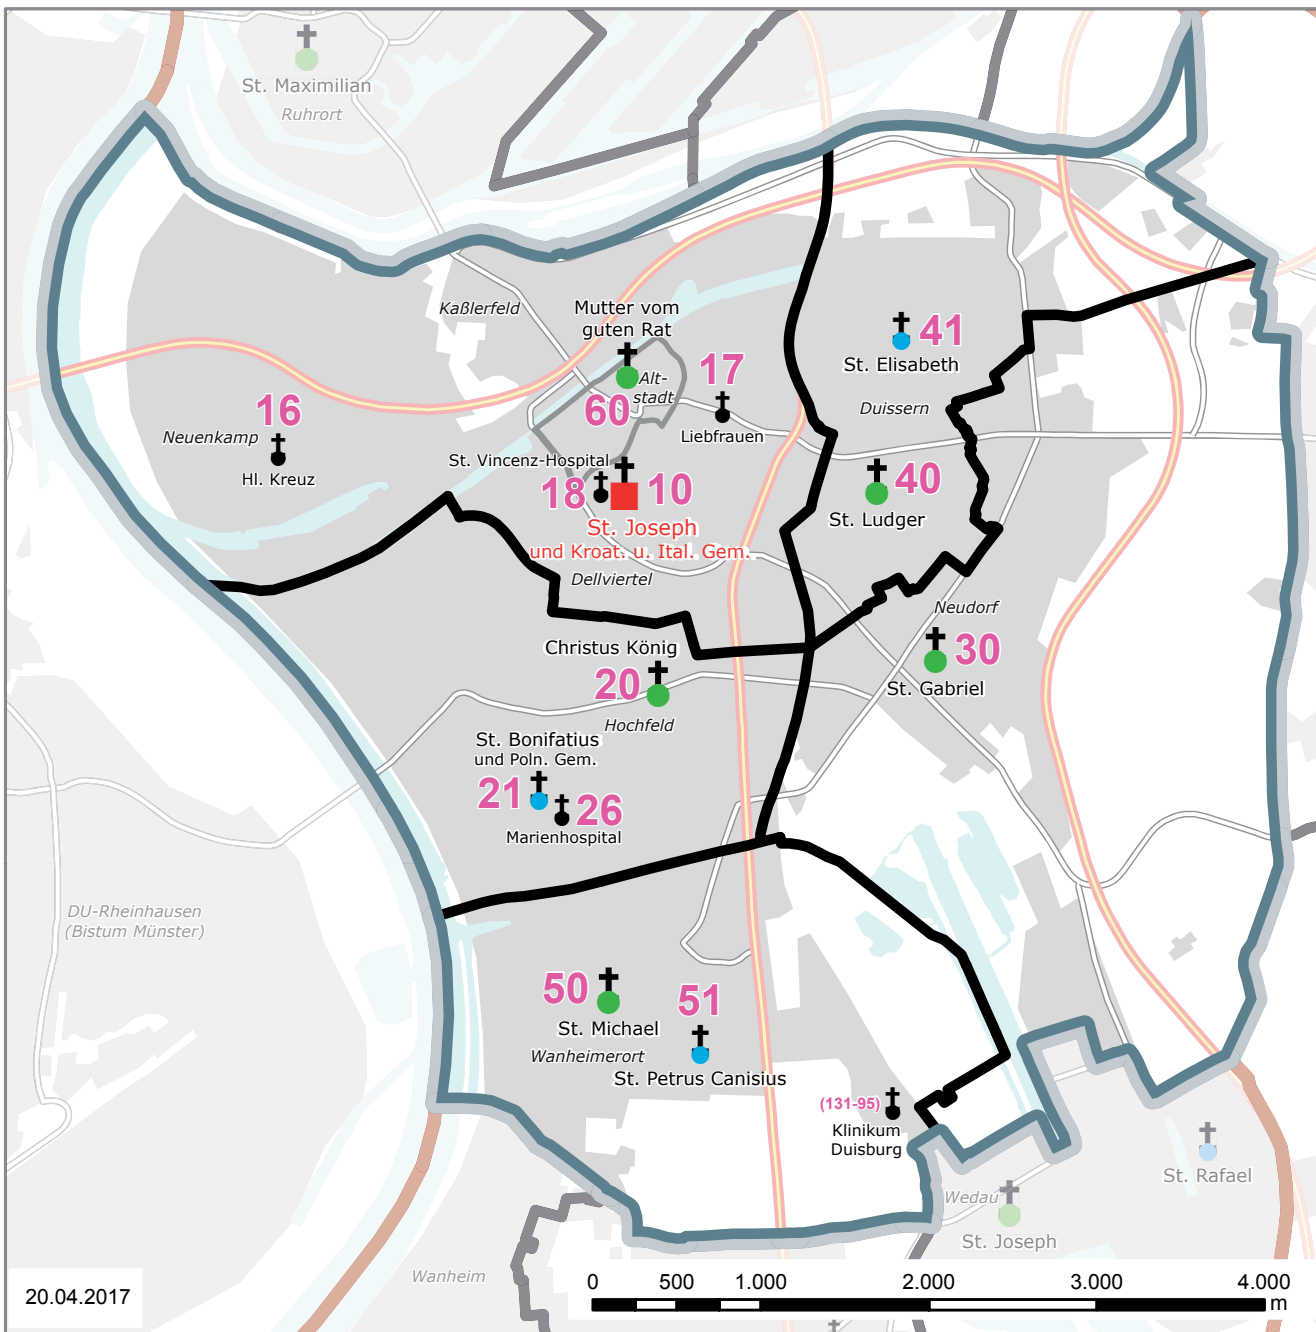 St. Maximilian
Ruhrort
Kaßlerfeld
Mutter vom
guten Rat
Alt-
stadt
60
17
Liebfrauen
41
St. Elisabeth
Duissern
16
Neuenkamp
Hl. Kreuz
St. Vincenz-Hospital
18
10
St. Joseph
und Kroat. u. Ital. Gem.
Dellviertel
40
St. Ludger
Neudorf
30
St. Gabriel
Christus König
20
Hochfeld
St. Bonifatius
und Poln. Gem.
21
26
Marienhospital
DU-Rheinhausen
(Bistum Münster)
50
St. Michael
Wanheimerort
51
St. Petrus Canisius
(131-95)
Klinikum
Duisburg
St. Rafael
Wedau
St. Joseph
Wanheim
20.04.2017
0 500 1.000 2.000 3.000 4.000
m